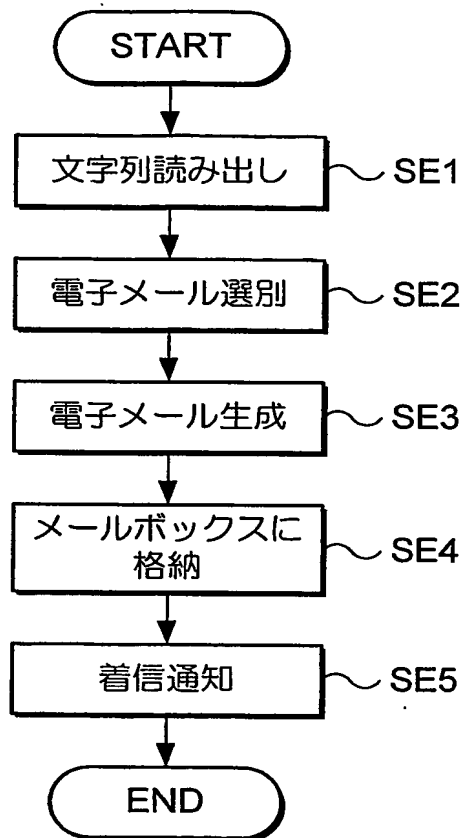 START
文字列読み出し
SE1
電子メール選別
SE2
電子メール生成
SE3
メールボックスに
格納
SE4
着信通知
SE5
END